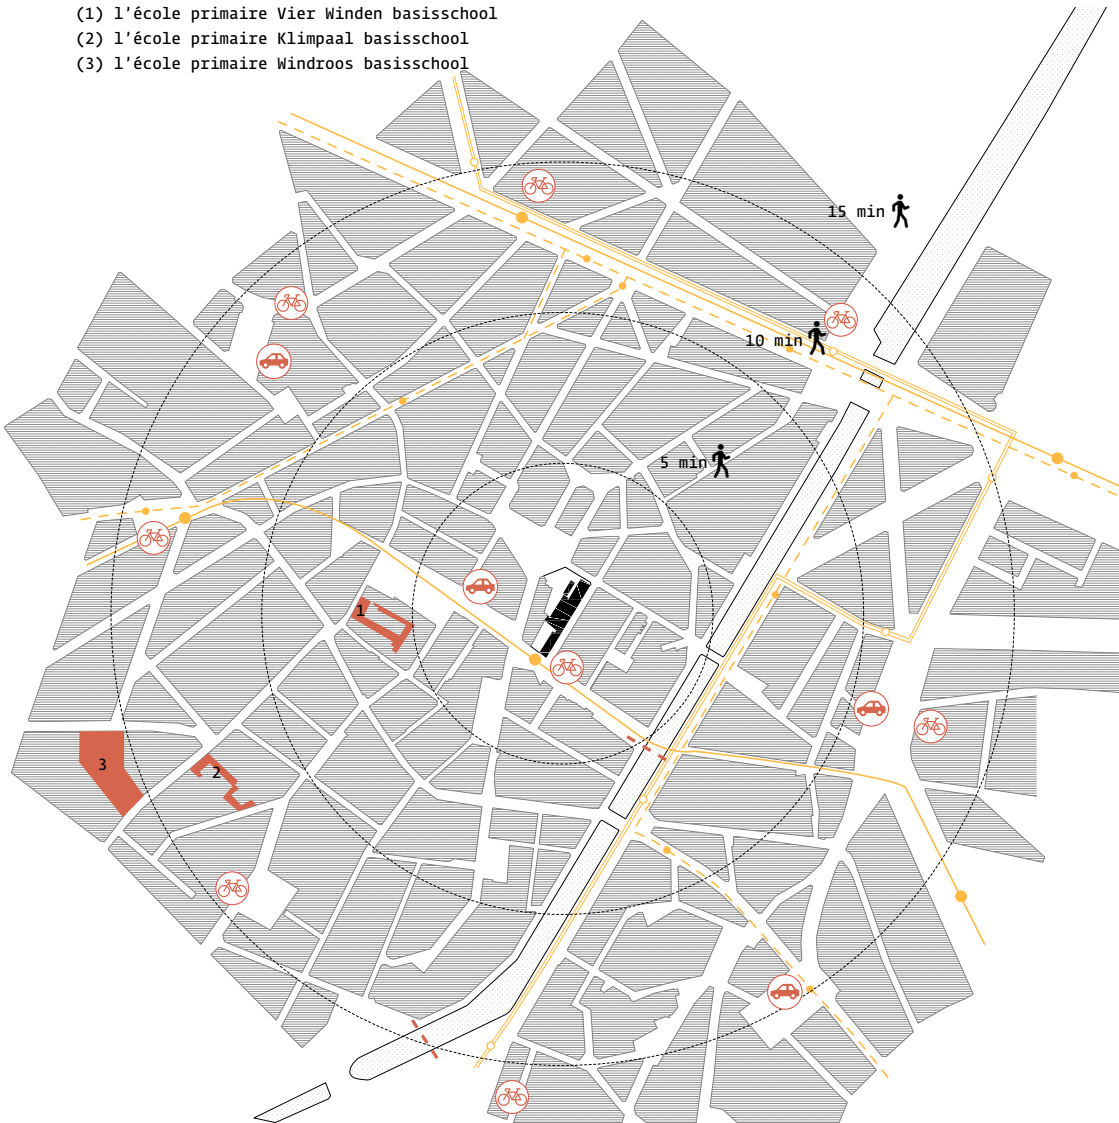 (1) l'école primaire Vier Winden basisschool
(2) l'école primaire Klimpaal basisschool
(3) l'école primaire Windroos basisschool
15 min
10 min
5 min
1
3
2